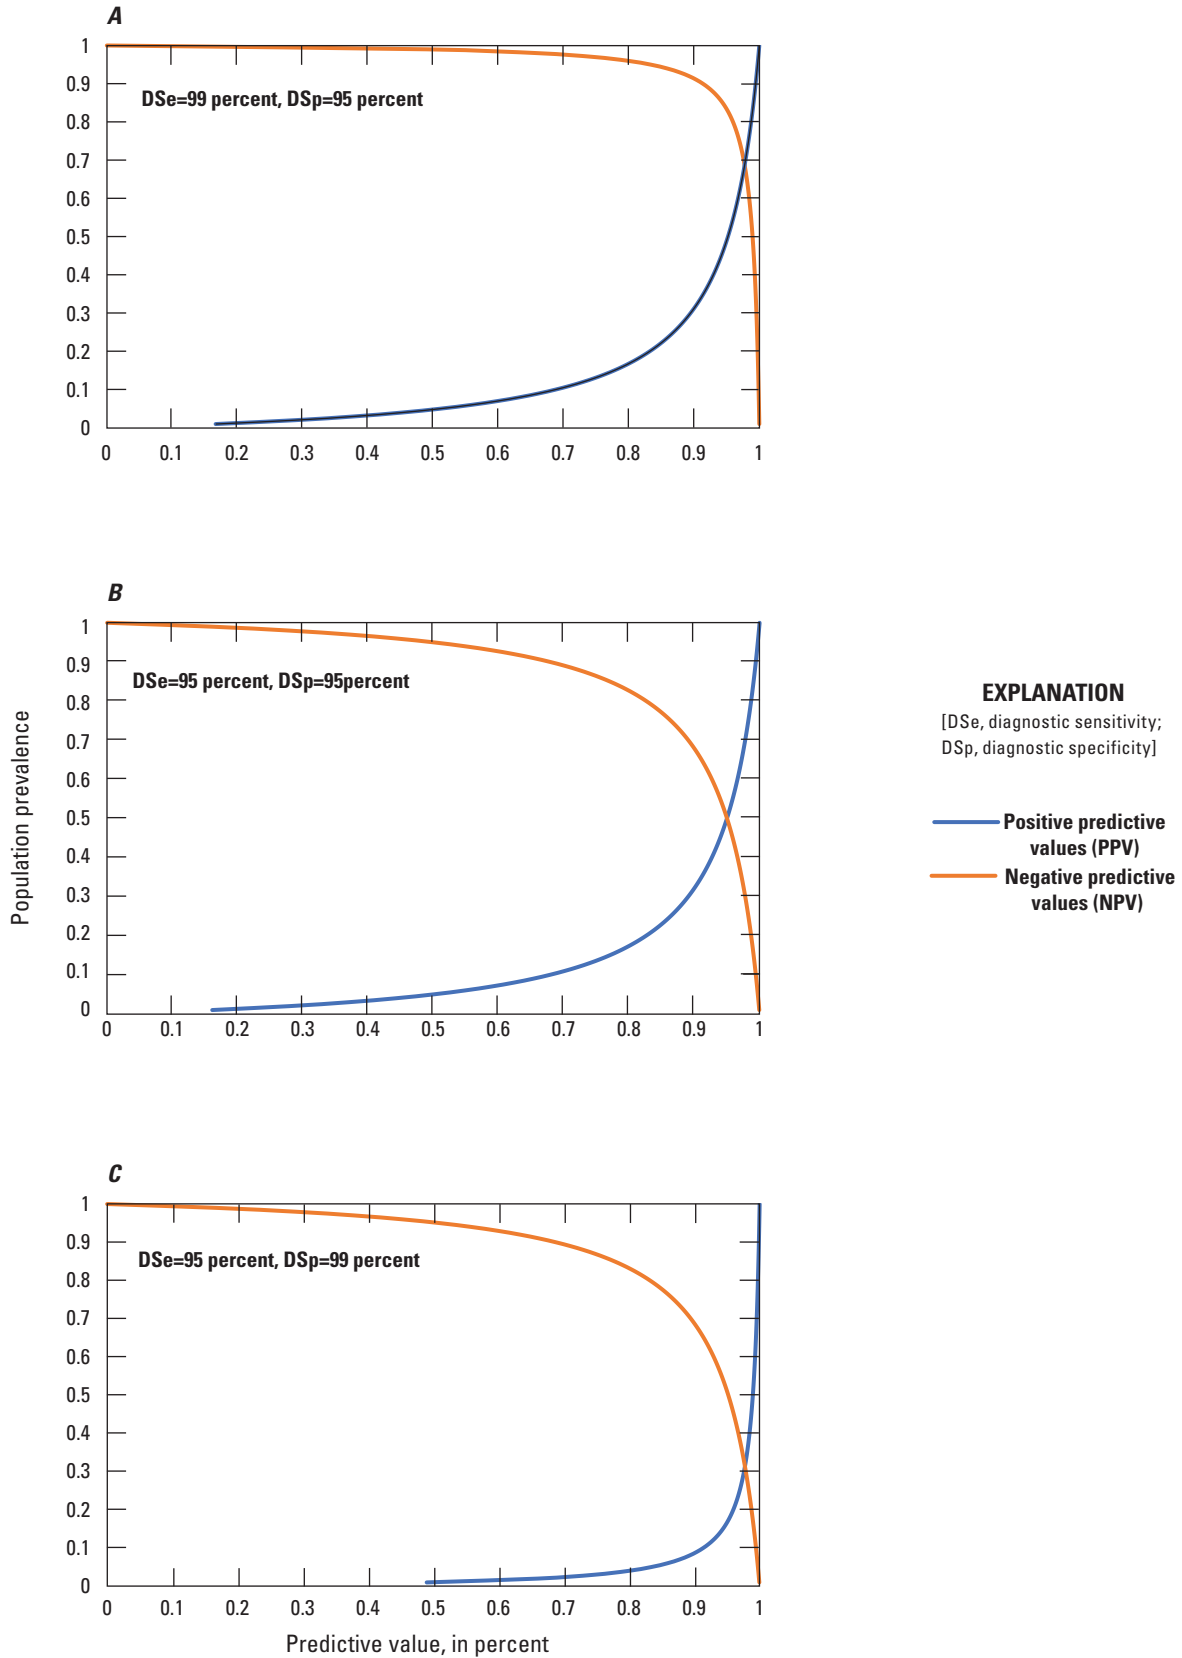 A
1
0.9
0.8
0.7
0.6
0.5
0.4
0.3
0.2
0.1
0
DSe=99 percent, DSp=95 percent
0 0.1 0.2 0.3 0.4 0.5 0.6 0.7 0.8 0.9 1
B
1
0.9
0.8
0.7
0.6
0.5
0.4
0.3
0.2
0.1
0
DSe=95 percent, DSp=95percent
0 0.1 0.2 0.3 0.4 0.5 0.6 0.7 0.8 0.9 1
Population prevalence
C
1
0.9
0.8
0.7
0.6
0.5
0.4
0.3
0.2
0.1
0
DSe=95 percent, DSp=99 percent
0 0.1 0.2 0.3 0.4 0.5 0.6 0.7 0.8 0.9 1
Predictive value, in percent
EXPLANATION
[DSe, diagnostic sensitivity;
DSp, diagnostic specificity]
Positive predictive
values (PPV)
Negative predictive
values (NPV)